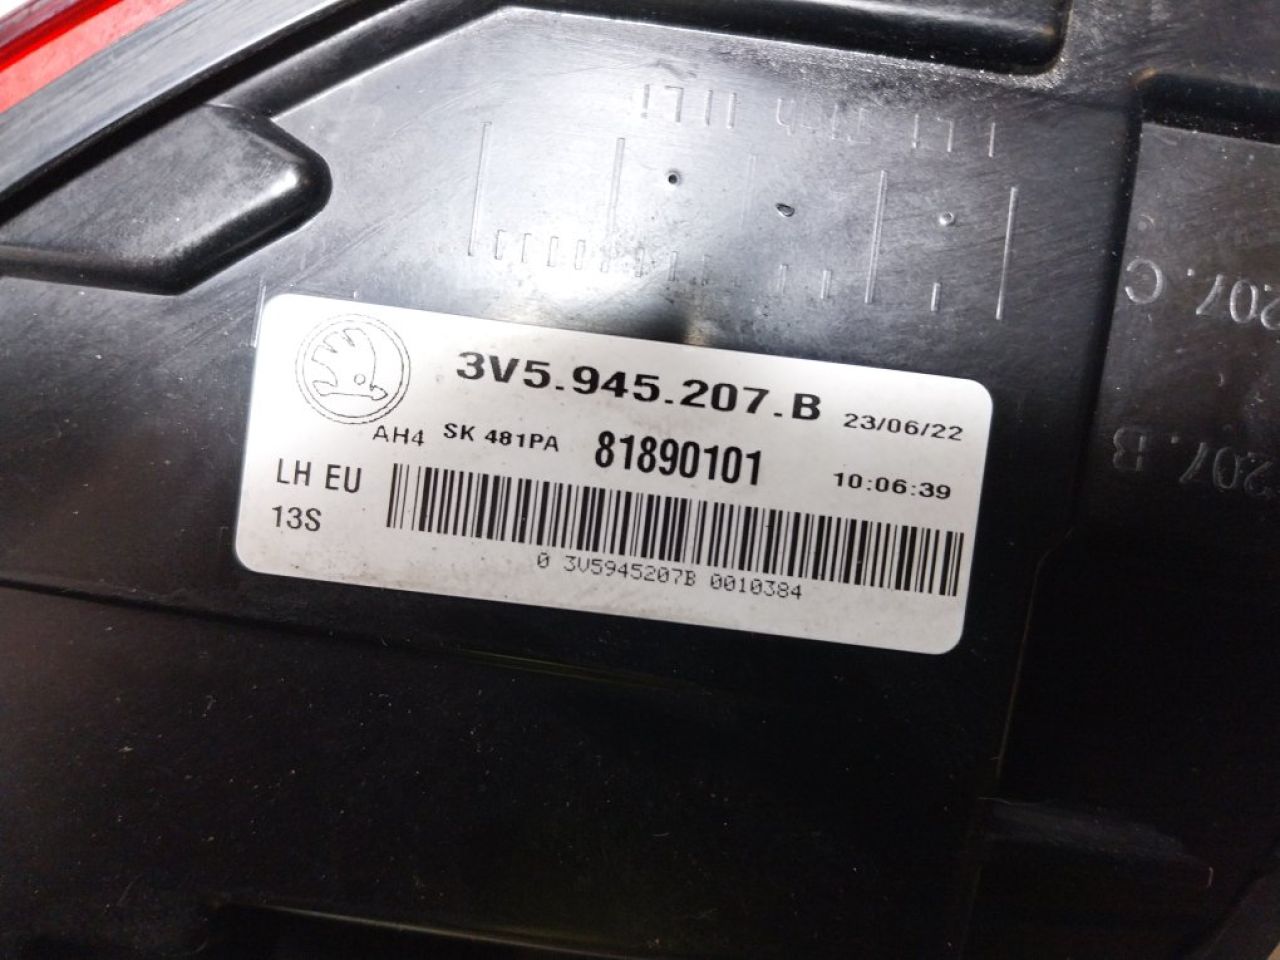 3V5.945.207.B
23/06/22
AH4 SK 481PA 81890101
10:06:39
LH EU
13S
0 3V5945207B 0010384
207.C
207.B